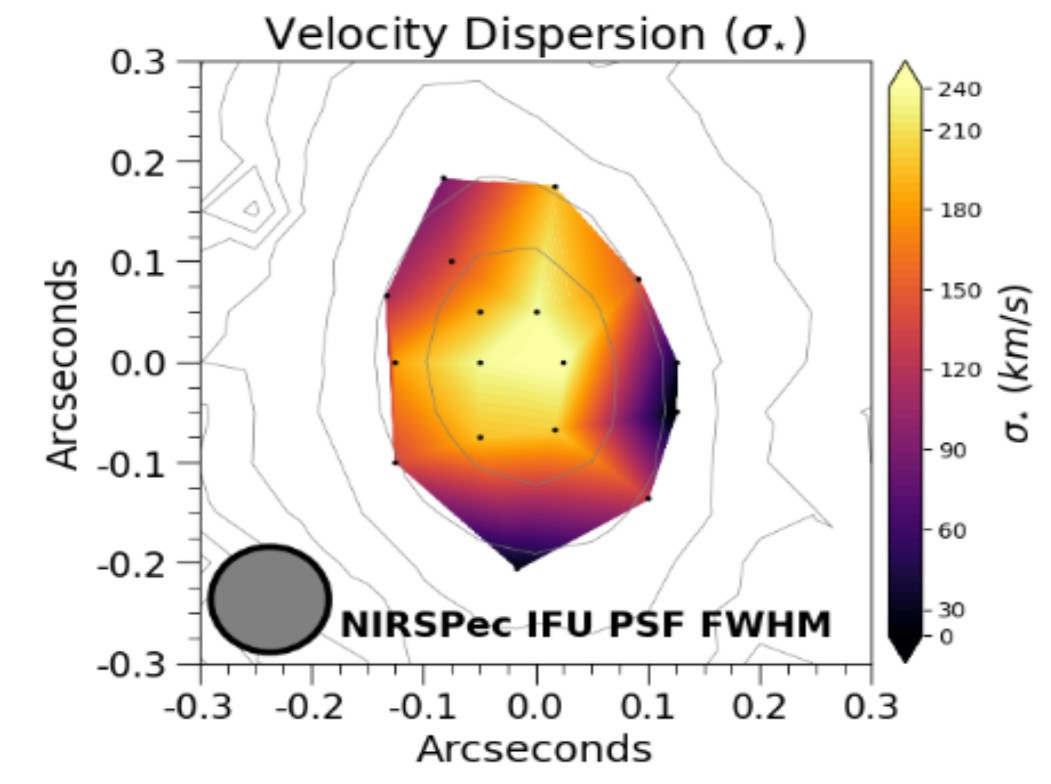 Velocity Dispersion (σ⋆)
0.3
0.2
0.1
0.0
-0.1
-0.2
-0.3
Arcseconds
NIRSPec IFU PSF FWHM
-0.3 -0.2 -0.1 0.0 0.1 0.2 0.3
Arcseconds
240
210
180
150
120
90
60
30
0
σ⋆ (km/s)